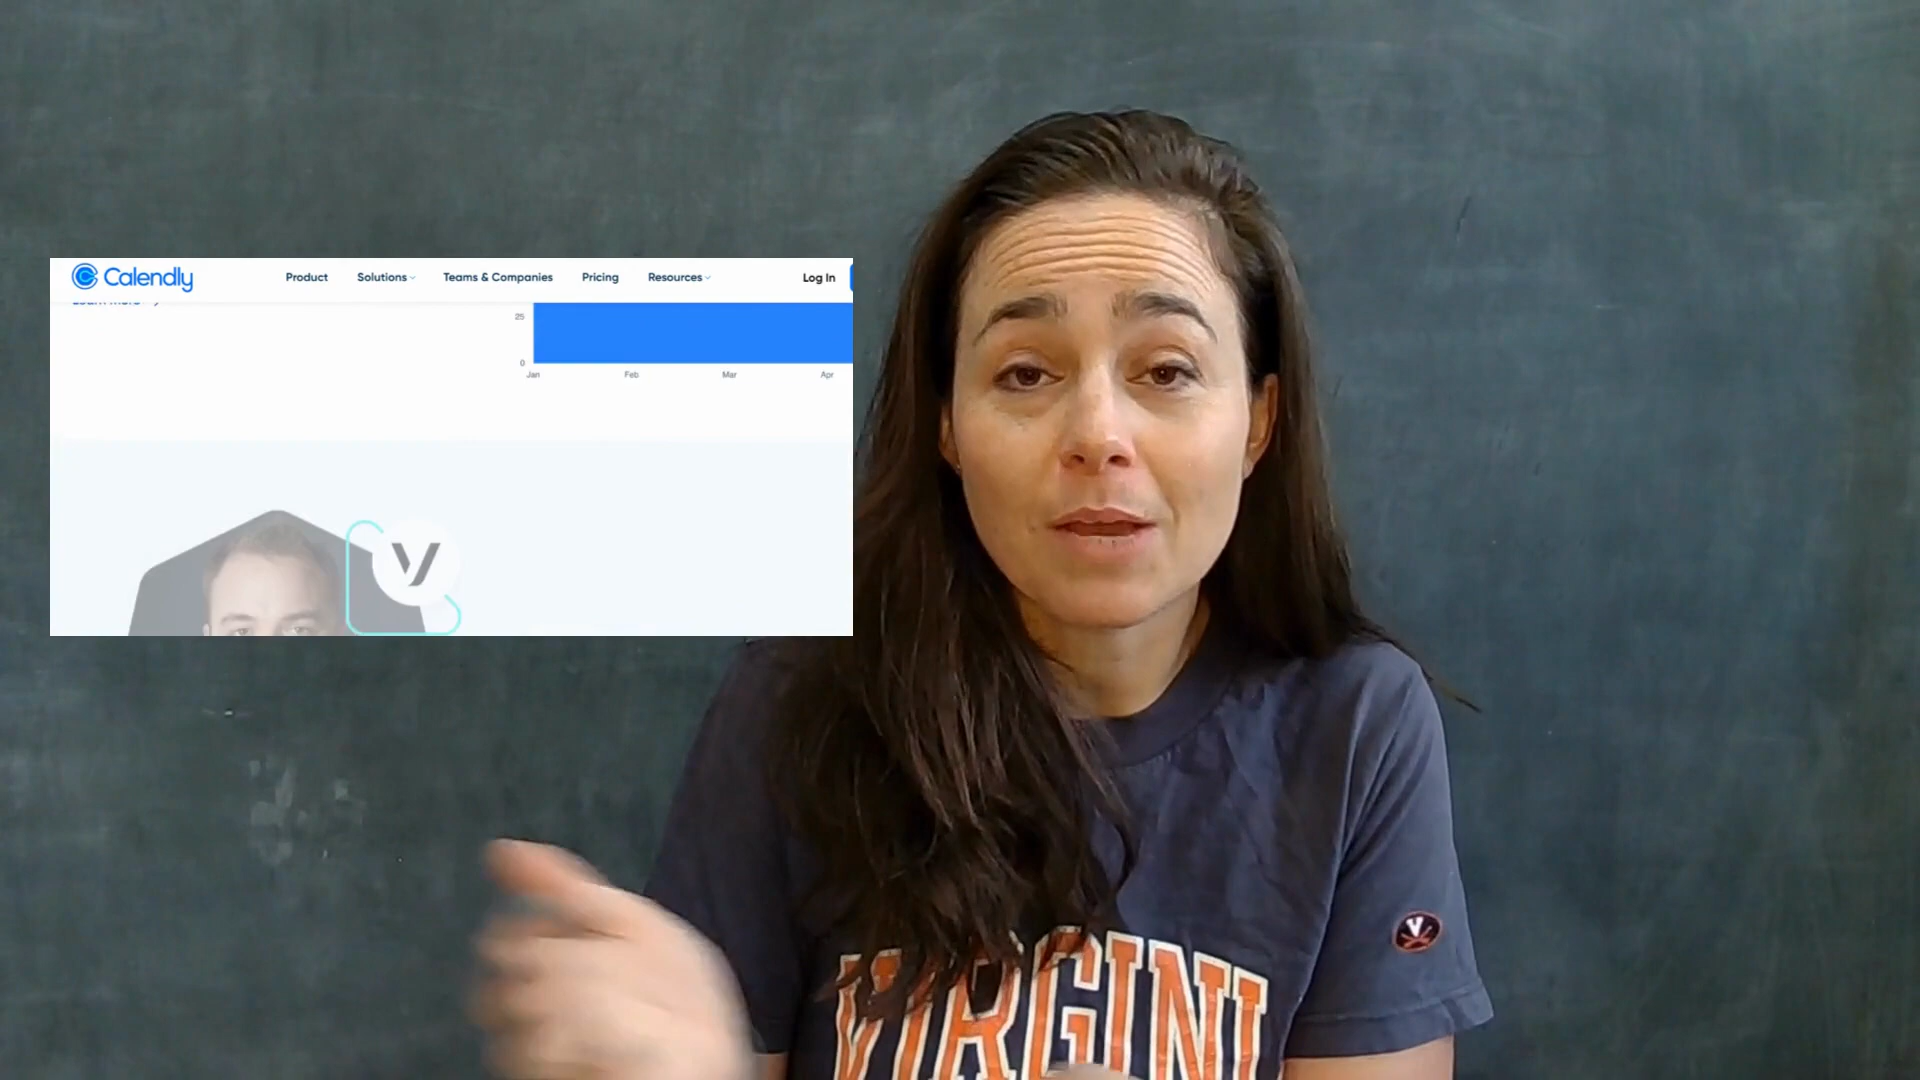 Calendly Product Solutions Teams & Companies Pricing Resources Log In
25
0
Jan Feb Mar Apr
V
VIRGINI